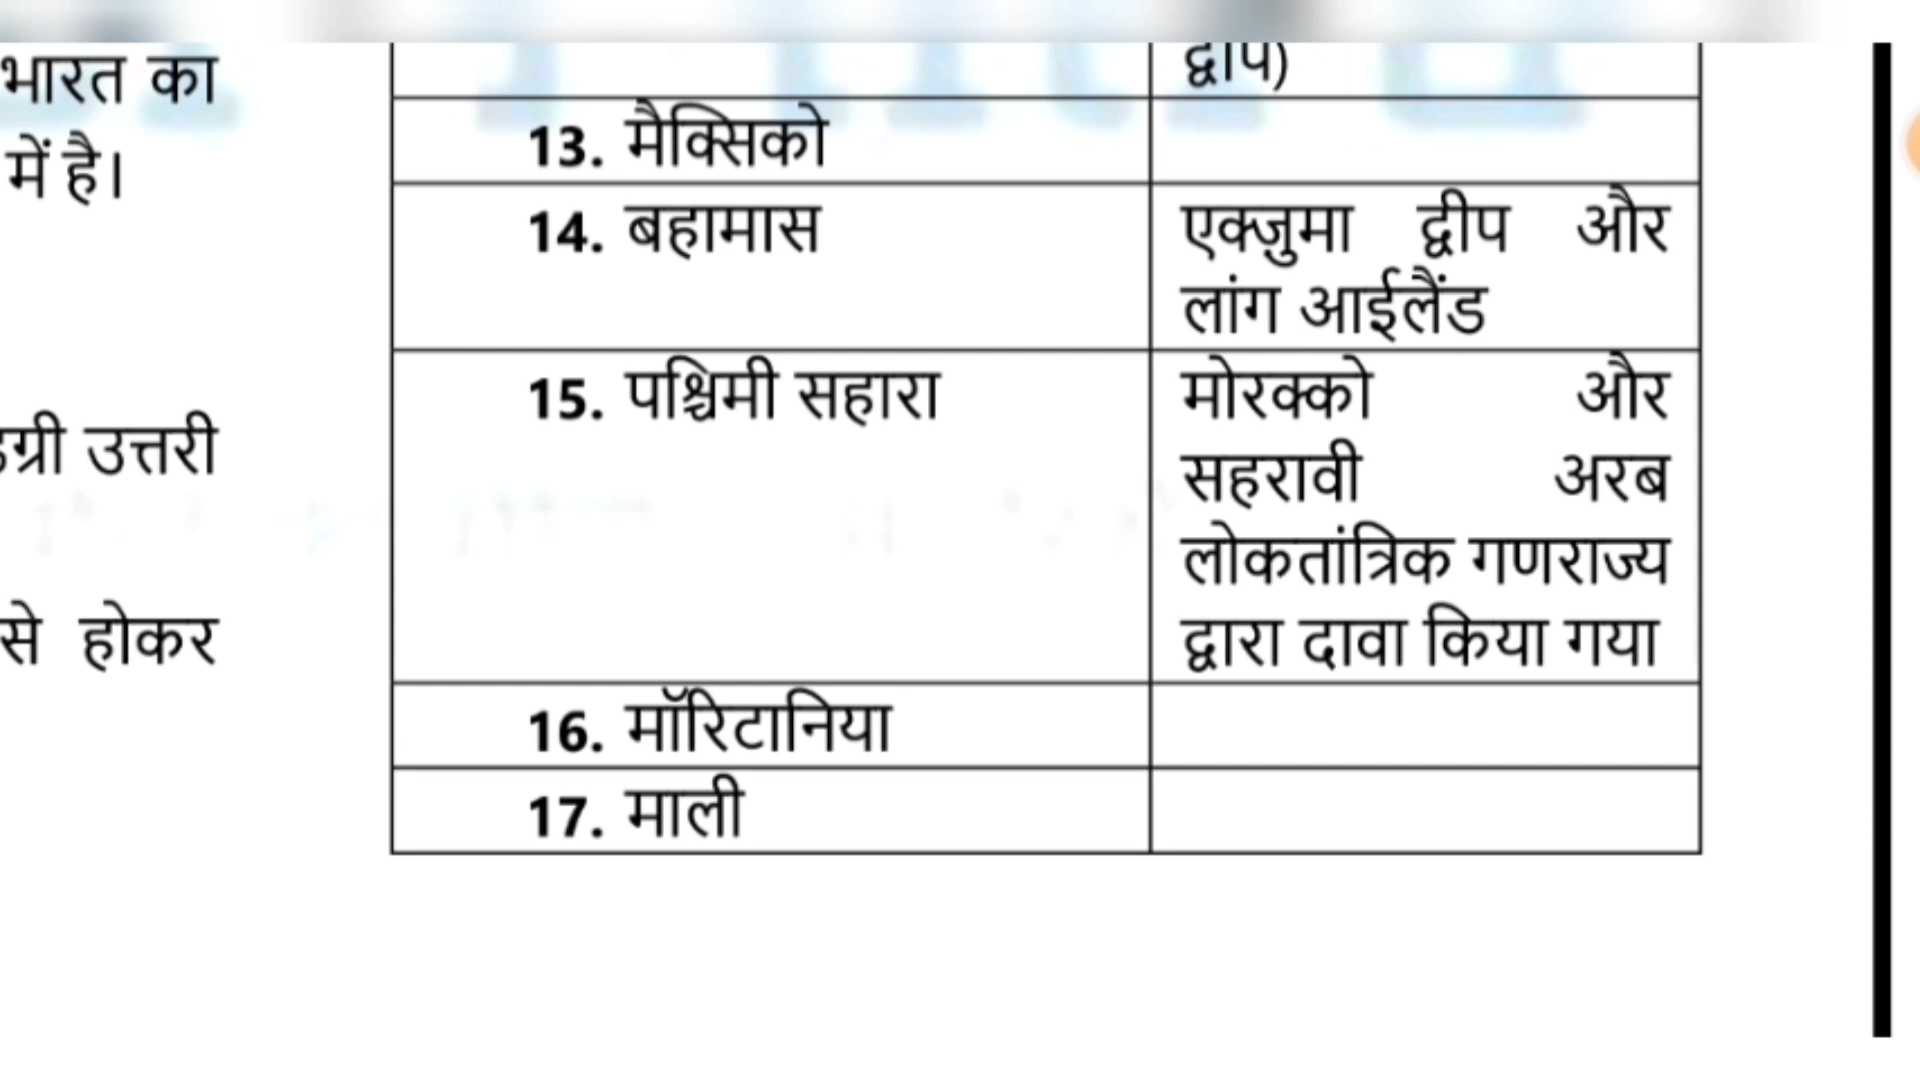 भारत का
में है।
उत्तरी
से होकर
द्वीप)
13. मैक्सिको
14. बहामास
एक्जुमा द्वीप और
लांग आईलैंड
15. पश्चिमी सहारा
मोरक्को और
सहरावी अरब
लोकतांत्रिक गणराज्य
द्वारा दावा किया गया
16. मॉरिटानिया
17. माली